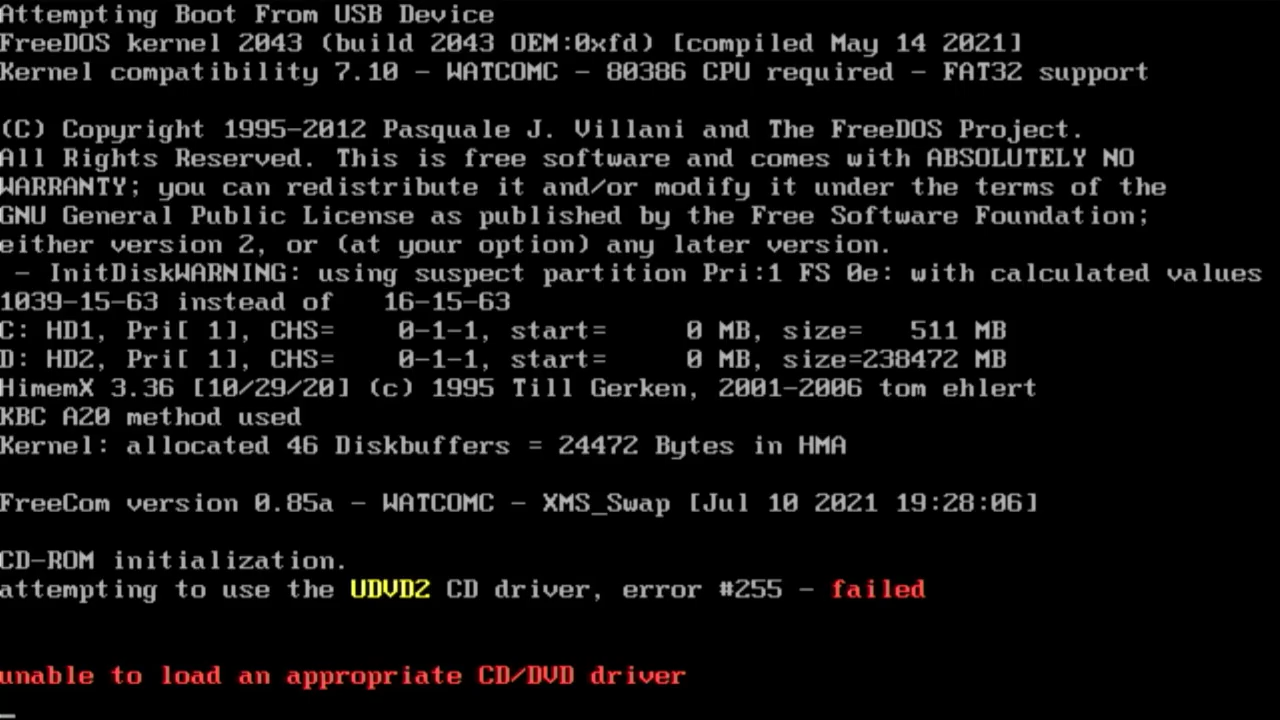 Attempting Boot From USB Device
FreeDOS kernel 2043 (build 2043 OEM:0xfd) [compiled May 14 2021]
Kernel compatibility 7.10 - WATCOMC - 80386 CPU required - FAT32 support
(C) Copyright 1995-2012 Pasquale J. Villani and The FreeDOS Project.
All Rights Reserved. This is free software and comes with ABSOLUTELY NO
WARRANTY; you can redistribute it and/or modify it under the terms of the
GNU General Public License as published by the Free Software Foundation;
either version 2, or (at your option) any later version.
- InitDiskWARNING: using suspect partition Pri:1 FS 0e: with calculated values
1039-15-63 instead of   16-15-63
C: HD1, Pri[ 1], CHS=    0-1-1, start=     0 MB, size=   511 MB
D: HD2, Pri[ 1], CHS=    0-1-1, start=     0 MB, size=238472 MB
HimemX 3.36 [10/29/20] (c) 1995 Till Gerken, 2001-2006 tom ehlert
KBC A20 method used
Kernel: allocated 46 Diskbuffers = 24472 Bytes in HMA
FreeCom version 0.85a - WATCOMC - XMS_Swap [Jul 10 2021 19:28:06]
CD-ROM initialization.
attempting to use the UDVD2 CD driver, error #255 - failed
unable to load an appropriate CD/DVD driver